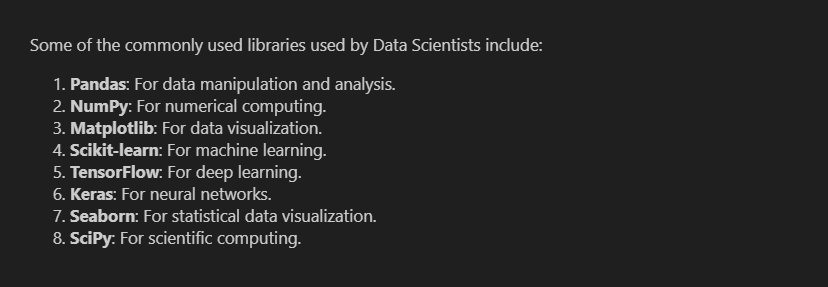 Some of the commonly used libraries used by Data Scientists include:
1. Pandas: For data manipulation and analysis.
2. NumPy: For numerical computing.
3. Matplotlib: For data visualization.
4. Scikit-learn: For machine learning.
5. TensorFlow: For deep learning.
6. Keras: For neural networks.
7. Seaborn: For statistical data visualization.
8. SciPy: For scientific computing.